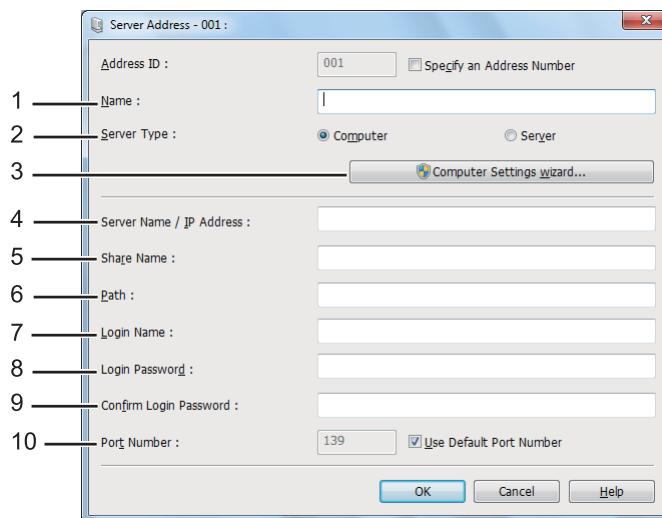 Server Address - 001 :
Address ID : 001 Specify an Address Number
1 Name :
2 Server Type : Computer Server
3 Computer Settings wizard...
4 Server Name / IP Address :
5 Share Name :
6 Path :
7 Login Name :
8 Login Password :
9 Confirm Login Password :
10 Port Number : 139 Use Default Port Number
OK Cancel Help